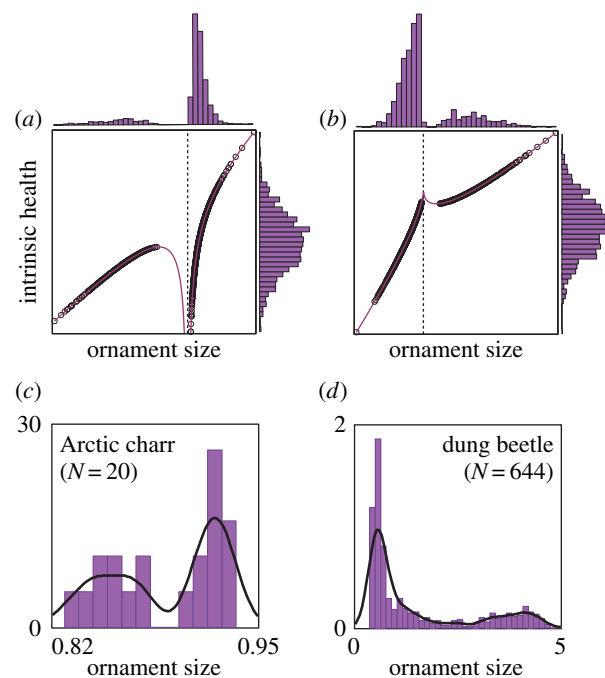 (a)
(b)
intrinsic health
ornament size
ornament size
(c)
(d)
30
Arctic charr
(N = 20)
0
0.82
0.95
ornament size
2
dung beetle
(N = 644)
0
0
5
ornament size